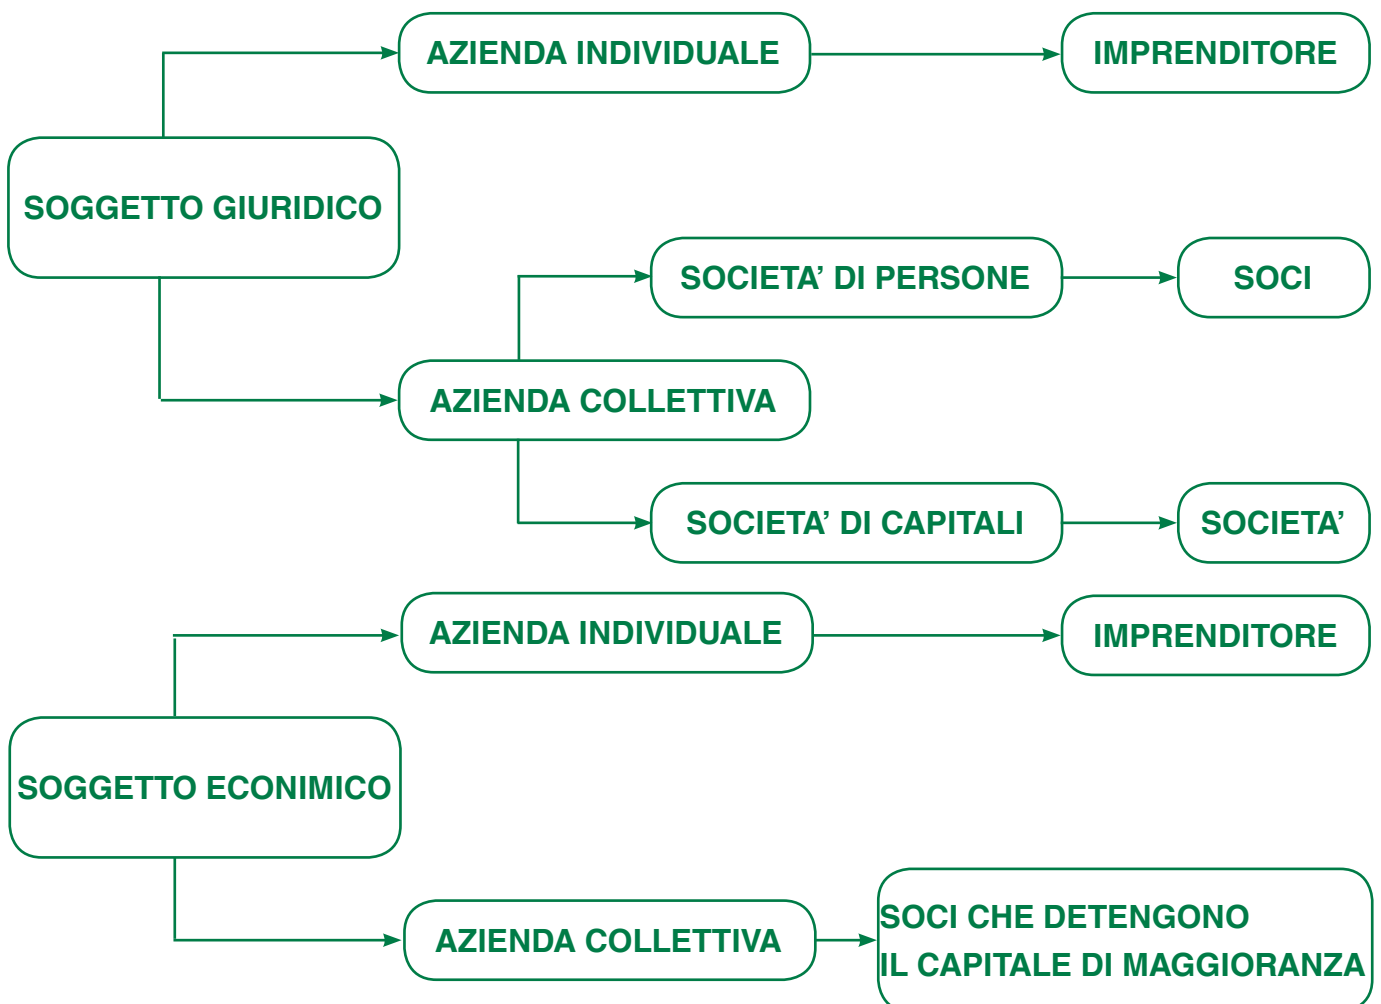 AZIENDA INDIVIDUALE
IMPRENDITORE
SOGGETTO GIURIDICO
SOCIETA’ DI PERSONE
SOCI
AZIENDA COLLETTIVA
SOCIETA’ DI CAPITALI
SOCIETA’
AZIENDA INDIVIDUALE
IMPRENDITORE
SOGGETTO ECONIMICO
AZIENDA COLLETTIVA
SOCI CHE DETENGONO
IL CAPITALE DI MAGGIORANZA